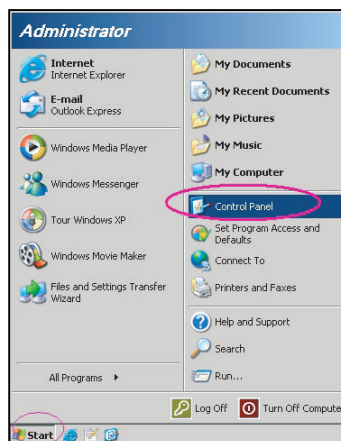 Administrator
Internet
Internet Explorer
E-mail
Outlook Express
Windows Media Player
Windows Messenger
Tour Windows XP
Windows Movie Maker
Files and Settings Transfer
Wizard
All Programs
My Documents
My Recent Documents
My Pictures
My Music
My Computer
Control Panel
Set Program Access and
Defaults
Connect To
Printers and Faxes
Help and Support
Search
Run...
Log Off
Turn Off Compute
Start